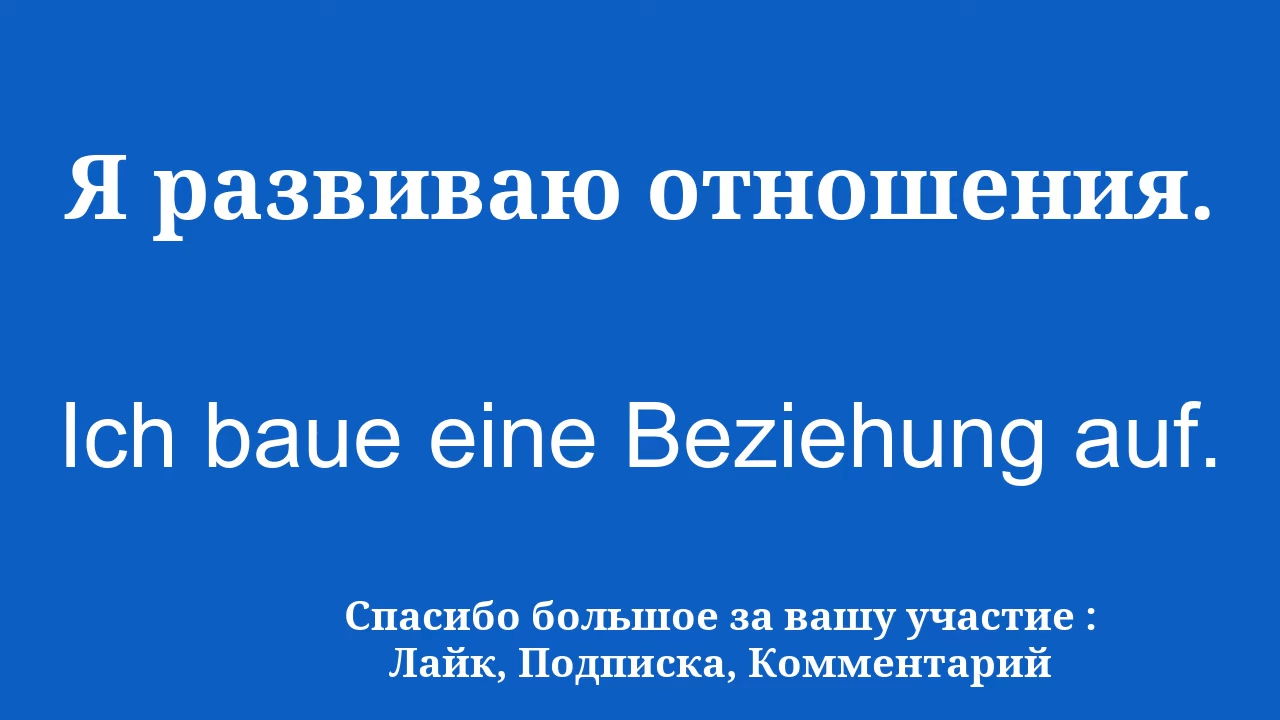 Я развиваю отношения.
Ich baue eine Beziehung auf.
Спасибо большое за вашу участие :
Лайк, Подписка, Комментарий